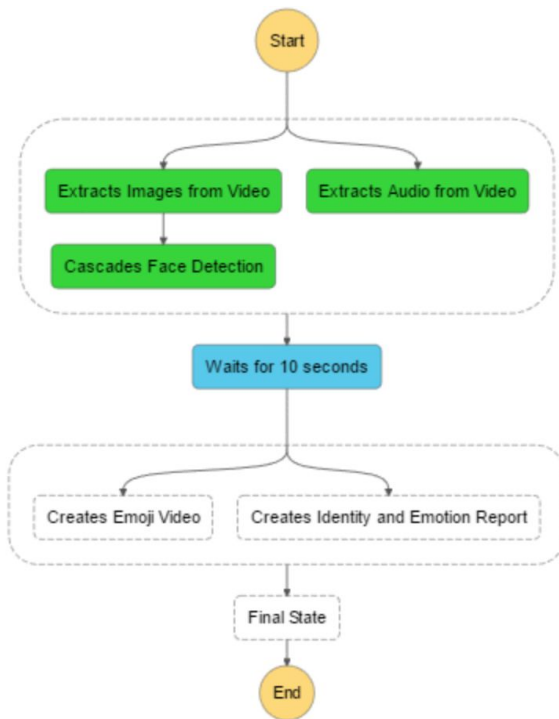 Start
Extracts Images from Video
Extracts Audio from Video
Cascades Face Detection
Waits for 10 seconds
Creates Emoji Video
Creates Identity and Emotion Report
Final State
End